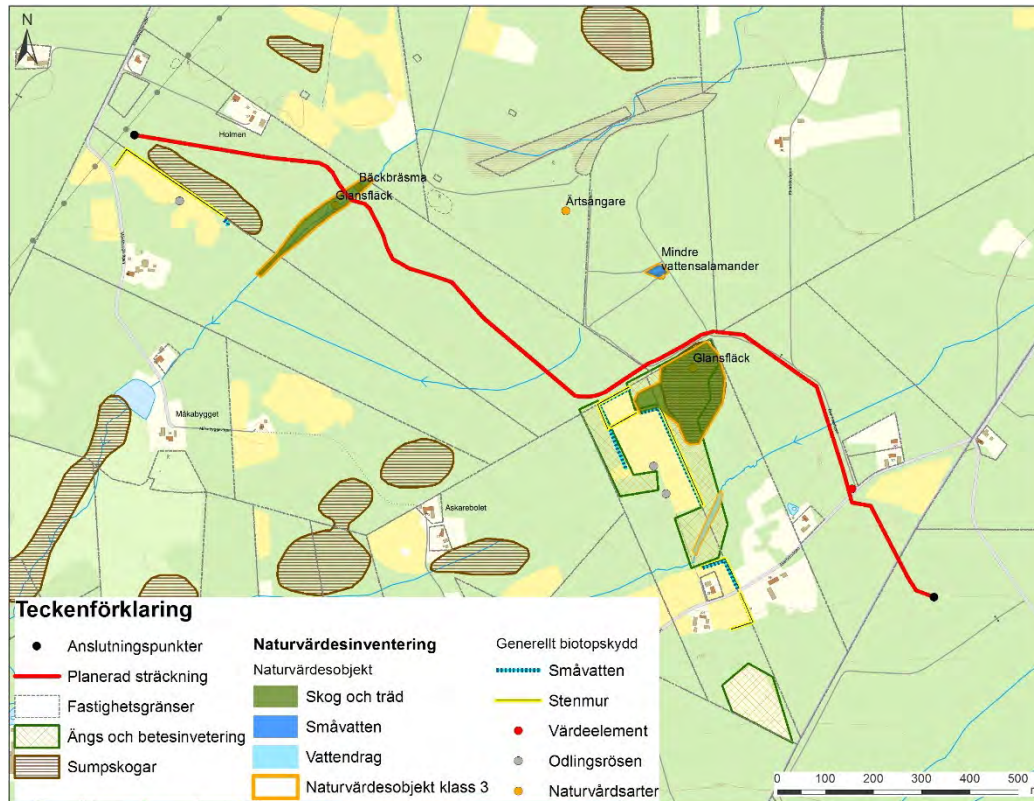 N
Holmen
Bäckbräsma
Glansfläck
Ärtsångare
Mindre
vattensalamander
Glansfläck
Måkabygget
Askarebolet
Teckenförklaring
Anslutningspunkter
Planerad sträckning
Fastighetsgränser
Ängs och betesinvetering
Sumpskogar
Naturvärdesinventering
Naturvärdesobjekt
Skog och träd
Småvatten
Vattendrag
Naturvärdesobjekt klass 3
Generellt biotopskydd
Småvatten
Stenmur
Värdeelement
Odlingsrösen
Naturvårdsarter
0 100 200 300 400 500